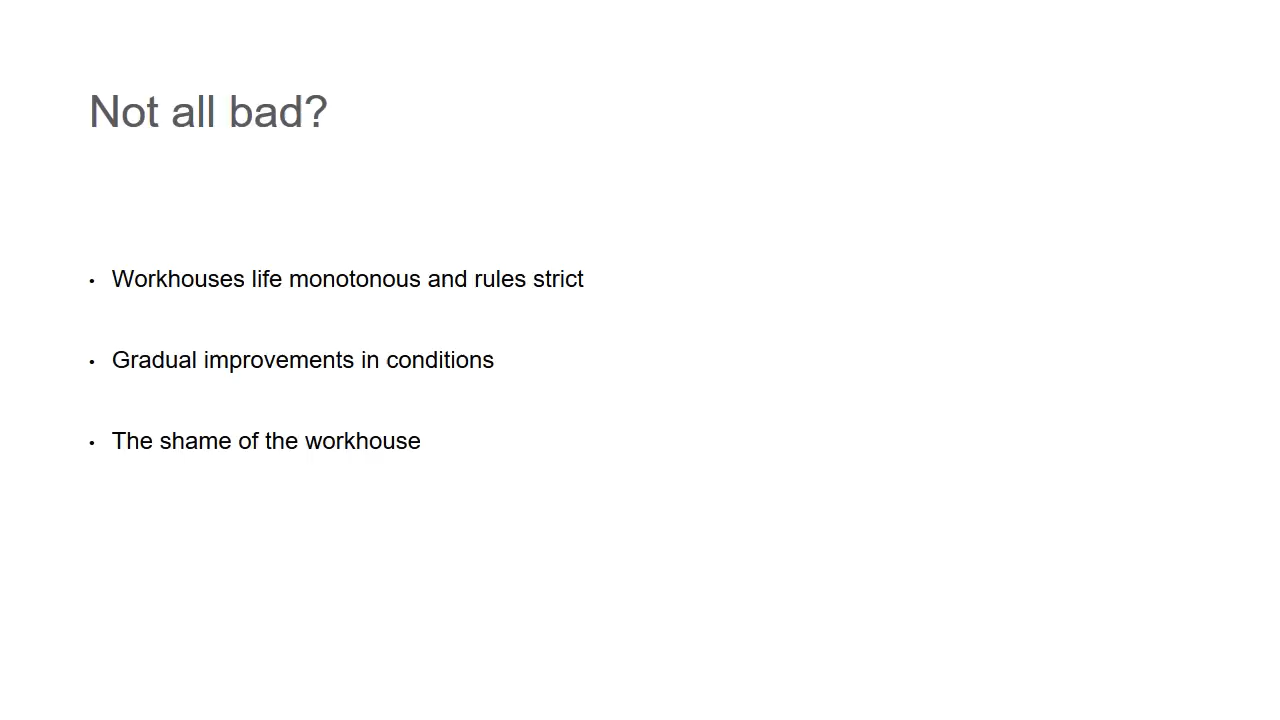 Not all bad?
• Workhouses life monotonous and rules strict
• Gradual improvements in conditions
• The shame of the workhouse